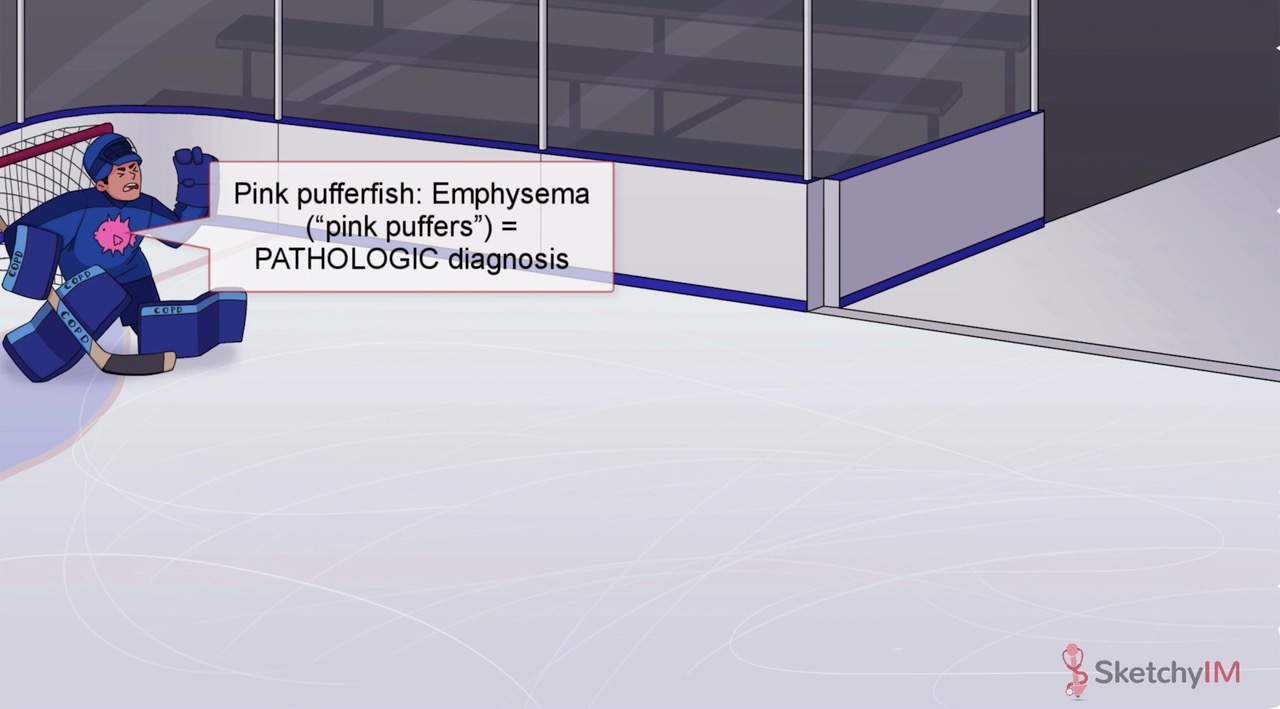 Pink pufferfish: Emphysema
(“pink puffers”) =
PATHOLOGIC diagnosis
COPD
COPD
COPD
COPD
SketchyIM